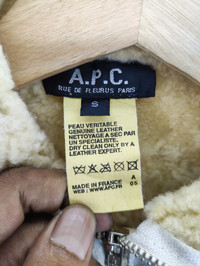 A.P.C.
RUE DE FLEURUS PARIS
S
PEAU VERITABLE
GENUINE LEATHER
NETTOYAGE A SEC PAR
UN SPECIALISTE,
DRY CLEAN ONLY BY A
LEATHER EXPERT.
MADE IN FRANCE
WEB : WWW.APC.FR
A
05